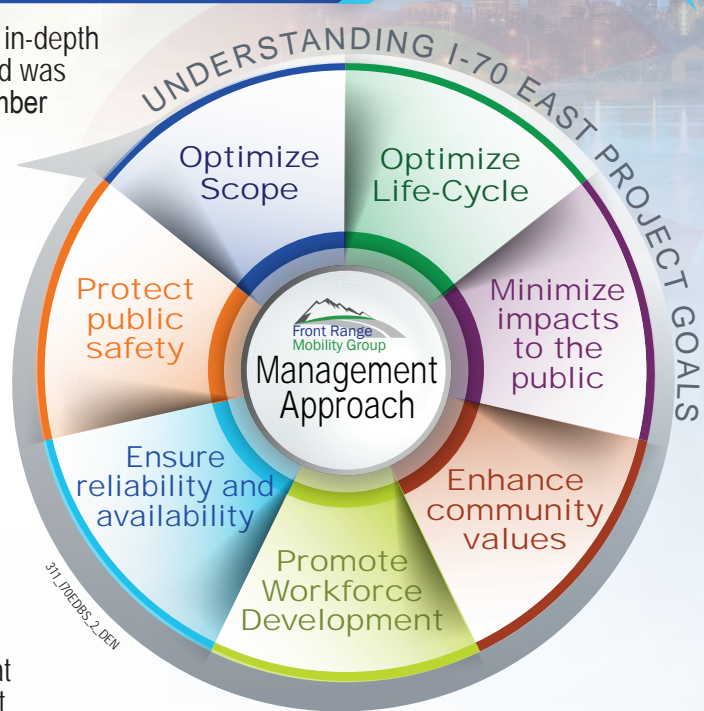 in-depth
d was
mber
UNDERSTANDING I-70 EAST PROJECT GOALS
Optimize
Scope
Optimize
Life-Cycle
Protect
public
safety
Minimize
impacts
to the
public
Front Range
Mobility Group
Management
Approach
Ensure
reliability and
availability
Enhance
community
values
Promote
Workforce
Development
311_I70EDBS_2_DEN
at
t